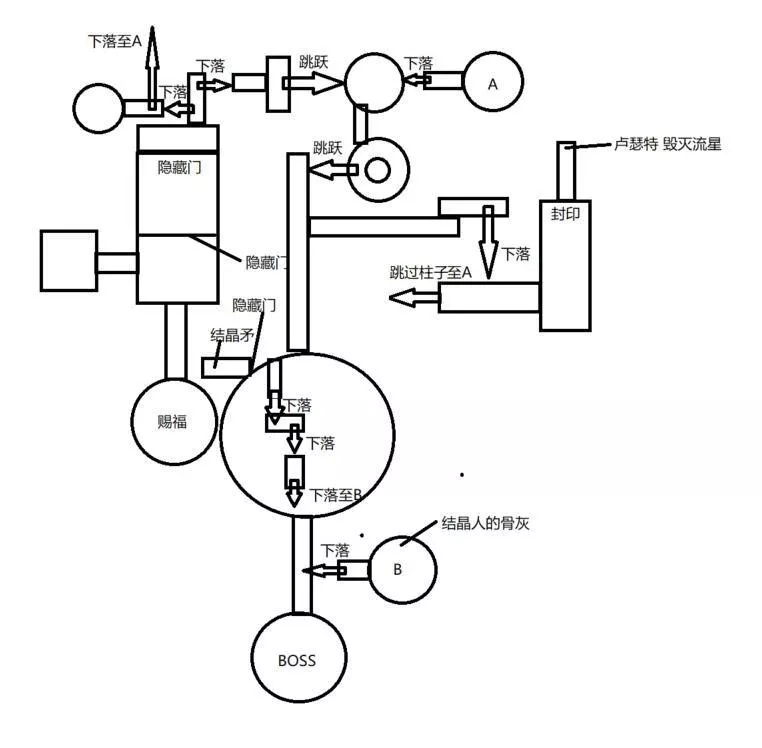 下落至A
下落
下落
跳跃
下落
A
隐藏门
跳跃
卢瑟特 毁灭流星
封印
隐藏门
下落
跳过柱子至A
隐藏门
结晶矛
赐福
下落
下落
下落至B
结晶人的骨灰
下落
B
BOSS